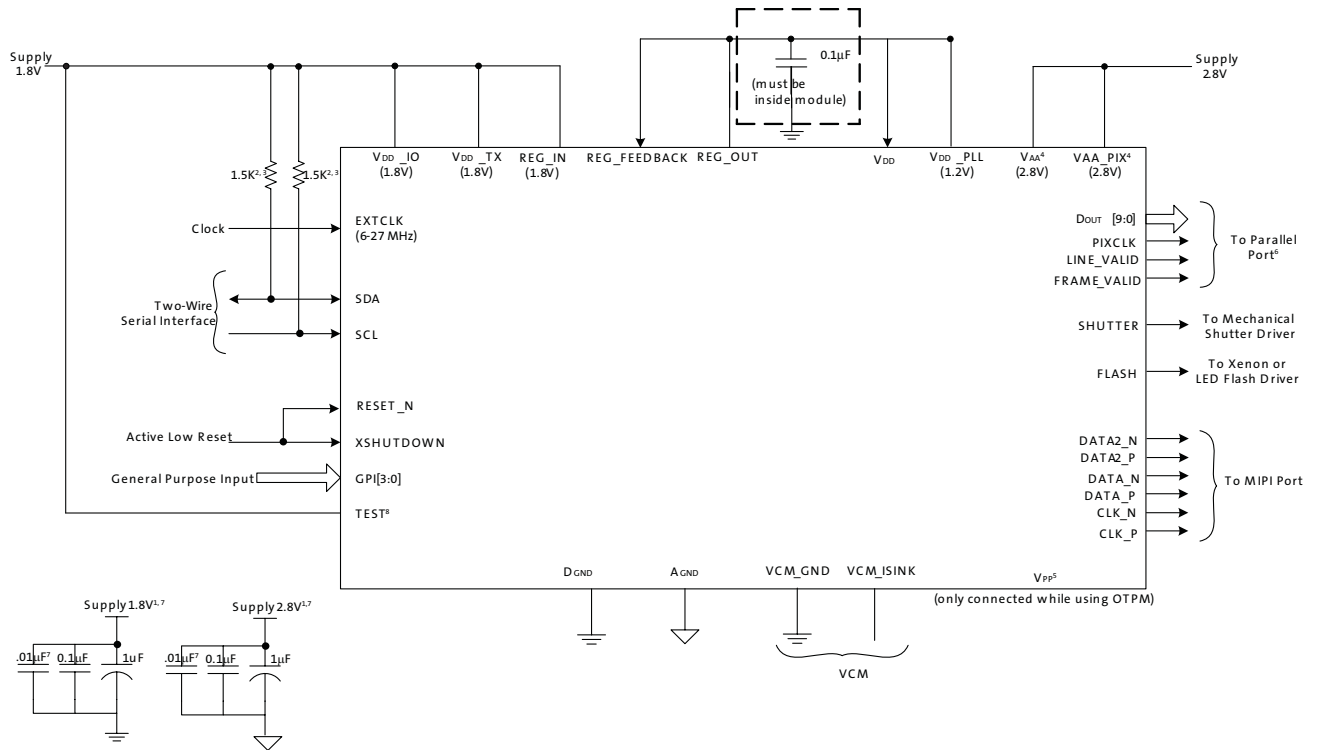 Supply
1.8V
0.1µF
(must be
inside module)
Supply
2.8V
VDD_IO
(1.8V)
VDD_TX
(1.8V)
REG_IN
(1.8V)
REG_FEEDBACK
REG_OUT
VDD
VDD_PLL
(1.2V)
VAA⁴
(2.8V)
VAA_PIX⁴
(2.8V)
1.5K²,³
1.5K²,³
Clock
EXTCLK
(6-27 MHz)
Two-Wire
Serial Interface
SDA
SCL
Active Low Reset
RESET_N
XSHUTDOWN
General Purpose Input
GPI[3:0]
TEST⁸
DOUT [9:0]
PIXCLK
LINE_VALID
FRAME_VALID
To Parallel
Port⁶
SHUTTER
To Mechanical
Shutter Driver
FLASH
To Xenon or
LED Flash Driver
DATA2_N
DATA2_P
DATA_N
DATA_P
CLK_N
CLK_P
To MIPI Port
DGND
AGND
VCM_GND
VCM_ISINK
VPP⁵
(only connected while using OTPM)
VCM
Supply1.8V¹,⁷
.01µF⁷
0.1µF
1uF
Supply2.8V¹,⁷
.01µF⁷
0.1µF
1µF